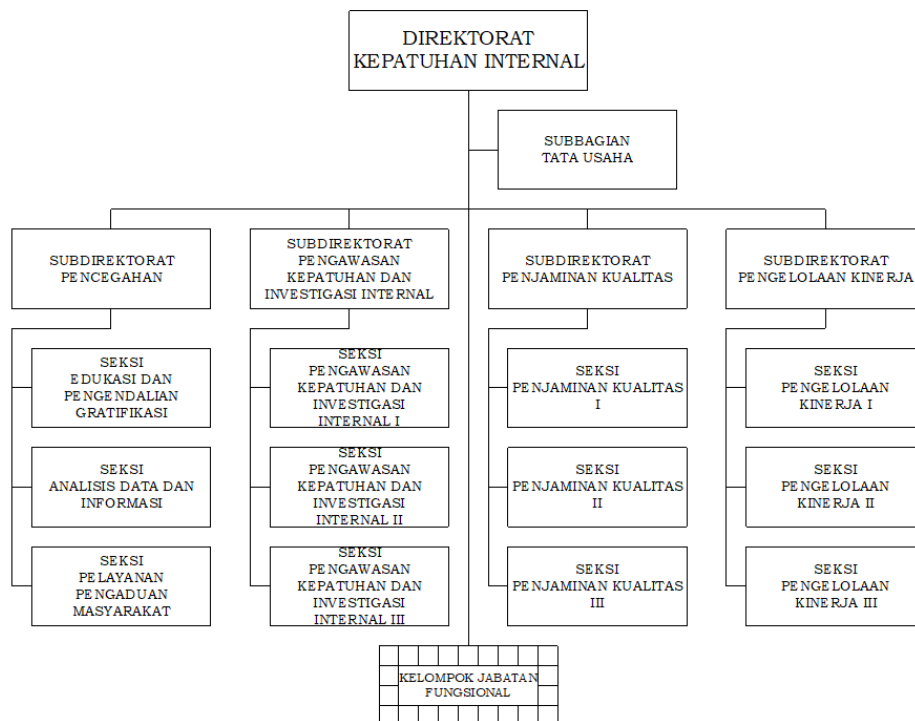 DIREKTORAT
KEPATUHAN INTERNAL
SUBBAGIAN
TATA USAHA
SUBDIREKTORAT
PENCEGAHAN
SUBDIREKTORAT
PENGAWASAN
KEPATUHAN DAN
INVESTIGASI INTERNAL
SUBDIREKTORAT
PENJAMINAN KUALITAS
SUBDIREKTORAT
PENGELOLAAN KINERJA
SEKSI
EDUKASI DAN
PENGENDALIAN
GRATIFIKASI
SEKSI
PENGAWASAN
KEPATUHAN DAN
INVESTIGASI
INTERNAL I
SEKSI
PENJAMINAN KUALITAS
I
SEKSI
PENGELOLAAN
KINERJA I
SEKSI
ANALISIS DATA DAN
INFORMASI
SEKSI
PENGAWASAN
KEPATUHAN DAN
INVESTIGASI
INTERNAL II
SEKSI
PENJAMINAN KUALITAS
II
SEKSI
PENGELOLAAN
KINERJA II
SEKSI
PELAYANAN
PENGADUAN
MASYARAKAT
SEKSI
PENGAWASAN
KEPATUHAN DAN
INVESTIGASI
INTERNAL III
SEKSI
PENJAMINAN KUALITAS
III
SEKSI
PENGELOLAAN
KINERJA III
KELOMPOK JABATAN
FUNGSIONAL